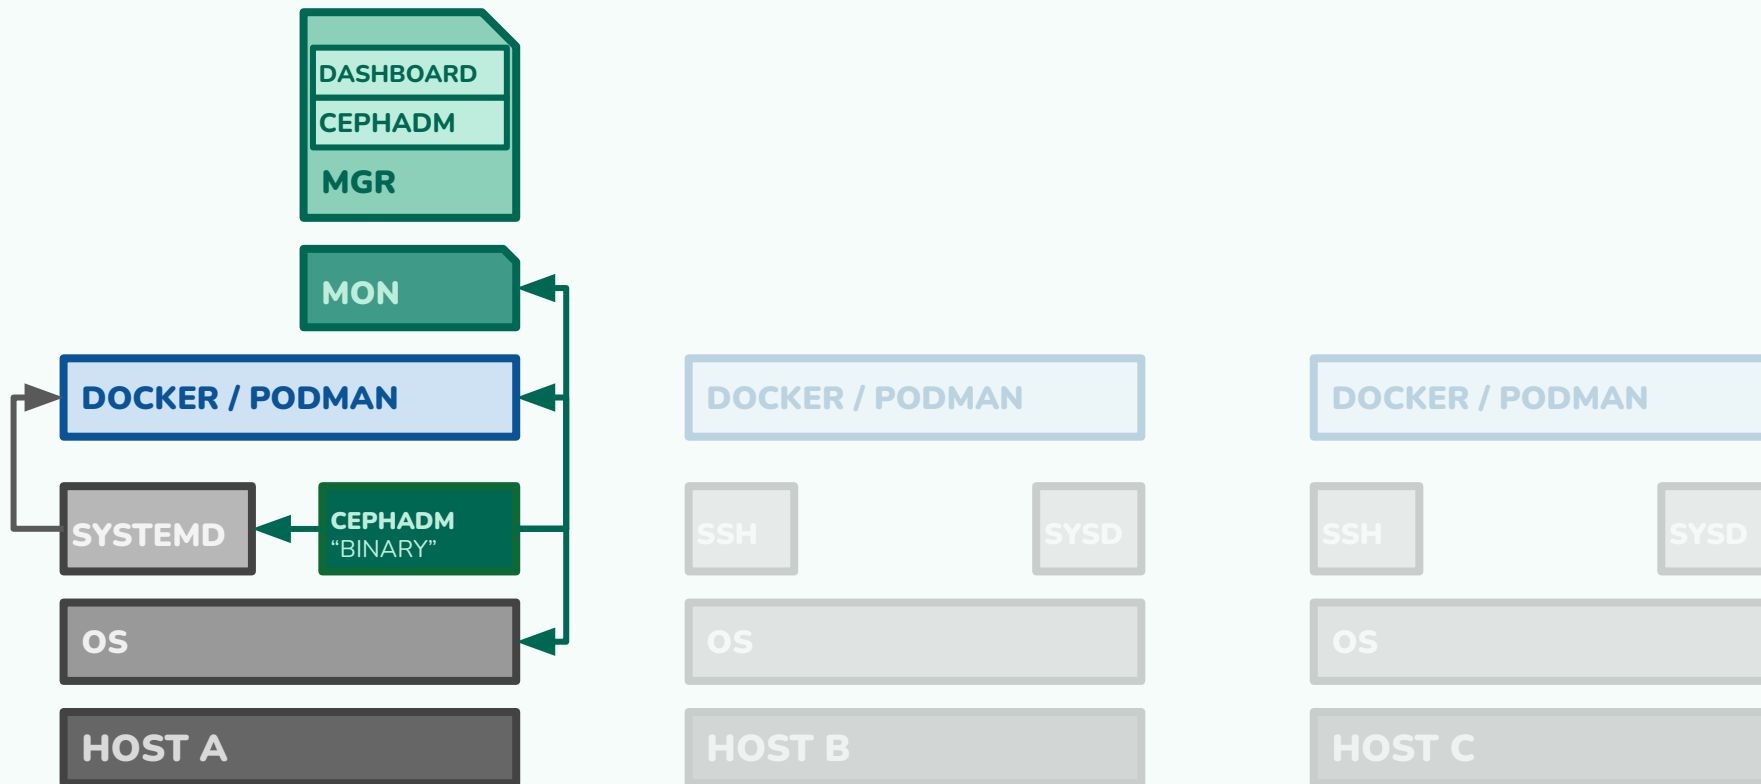 DASHBOARD
CEPHADM
MGR
MON
DOCKER / PODMAN
SYSTEMD
CEPHADM
“BINARY”
OS
HOST A
DOCKER / PODMAN
SSH
SYSD
OS
HOST B
DOCKER / PODMAN
SSH
SYSD
OS
HOST C